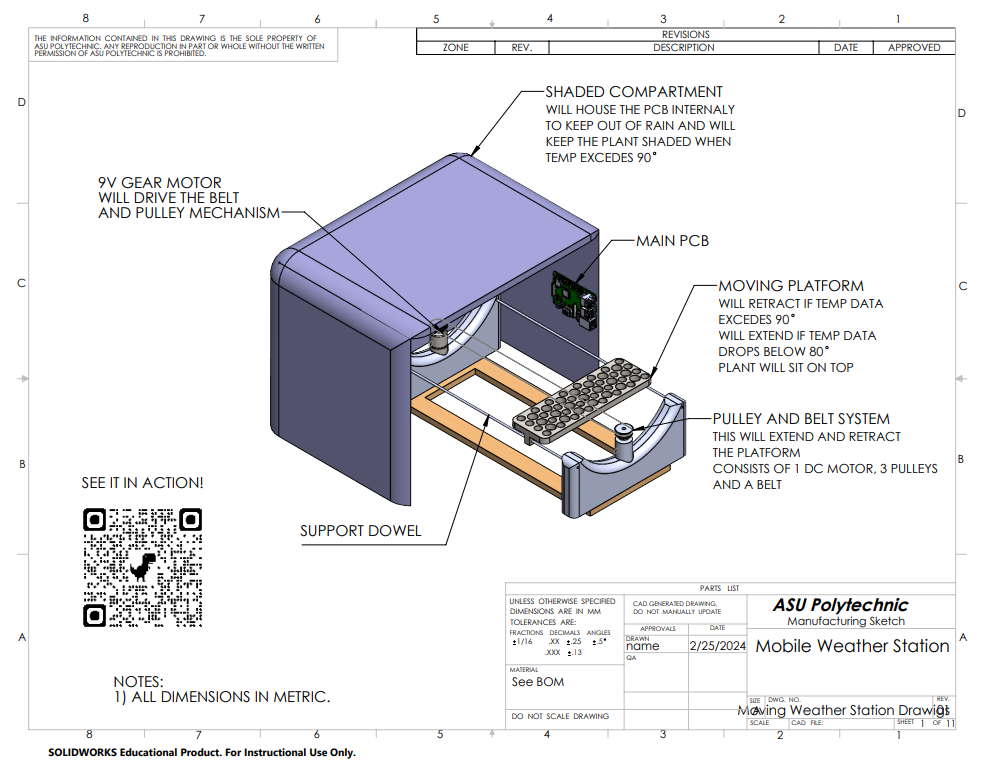 8 7 6 5 4 3 2 1
THE INFORMATION CONTAINED IN THIS DRAWING IS THE SOLE PROPERTY OF
ASU POLYTECHNIC. ANY REPRODUCTION IN PART OR WHOLE WITHOUT THE WRITTEN
PERMISSION OF ASU POLYTECHNIC IS PROHIBITED.
REVISIONS
ZONE REV. DESCRIPTION DATE APPROVED
D D
SHADED COMPARTMENT
WILL HOUSE THE PCB INTERNALY
TO KEEP OUT OF RAIN AND WILL
KEEP THE PLANT SHADED WHEN
TEMP EXCEDES 90°
9V GEAR MOTOR
WILL DRIVE THE BELT
AND PULLEY MECHANISM
MAIN PCB
C C
MOVING PLATFORM
WILL RETRACT IF TEMP DATA
EXCEDES 90°
WILL EXTEND IF TEMP DATA
DROPS BELOW 80°
PLANT WILL SIT ON TOP
PULLEY AND BELT SYSTEM
THIS WILL EXTEND AND RETRACT
THE PLATFORM
CONSISTS OF 1 DC MOTOR, 3 PULLEYS
AND A BELT
B B
SEE IT IN ACTION!
SUPPORT DOWEL
A A
NOTES:
1) ALL DIMENSIONS IN METRIC.
PARTS LIST
UNLESS OTHERWISE SPECIFIED
DIMENSIONS ARE IN MM
TOLERANCES ARE:
FRACTIONS DECIMALS ANGLES
±1/16 .XX ±.25 ±.5°
.XXX ±.13
MATERIAL
See BOM
DO NOT SCALE DRAWING
CAD GENERATED DRAWING,
DO NOT MANUALLY UPDATE
APPROVALS DATE
DRAWN
name 2/25/2024
QA
ASU Polytechnic
Manufacturing Sketch
Mobile Weather Station
SIZE DWG. NO. REV.
A Moving Weather Station Drawigs 01
SCALE CAD FILE: SHEET 1 OF 11
8 7 6 5 4 3 2 1
SOLIDWORKS Educational Product. For Instructional Use Only.